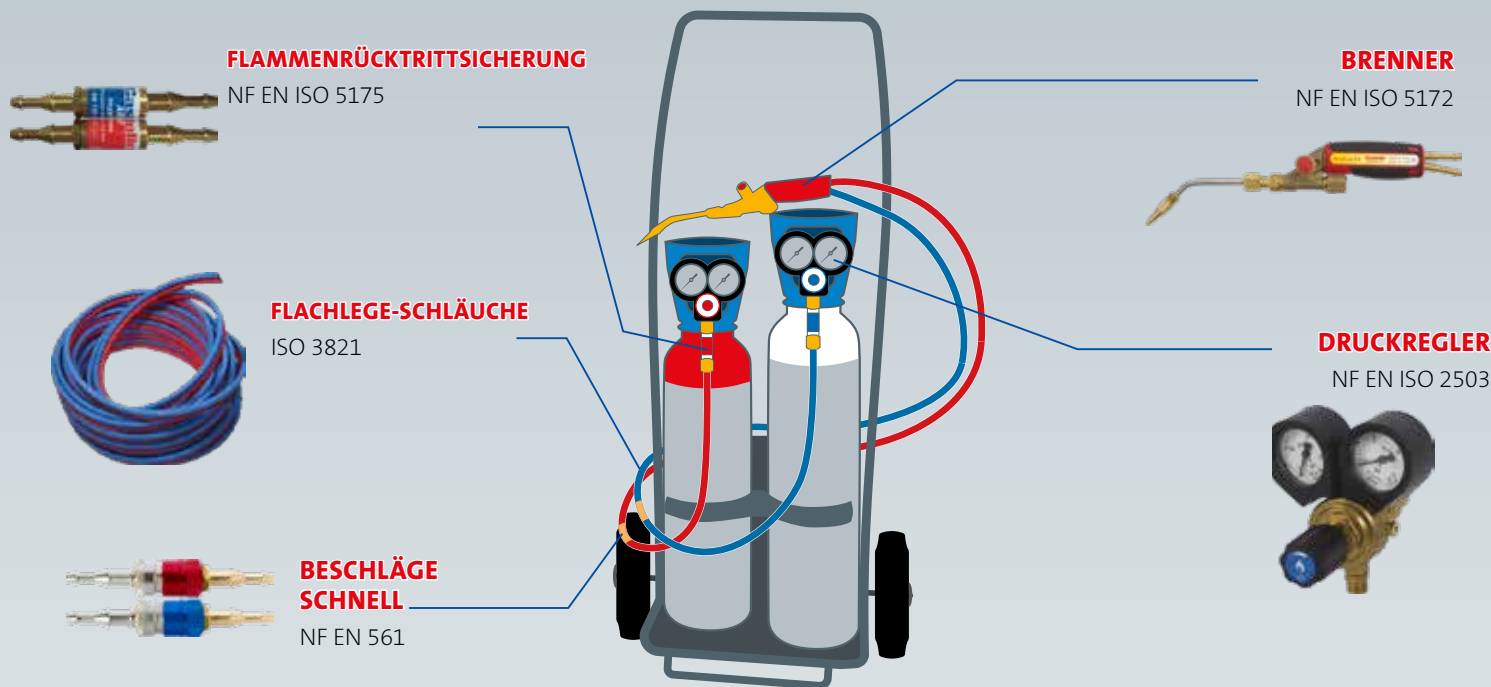 FLAMMENRÜCKTRITTSICHERUNG
NF EN ISO 5175
BRENNER
NF EN ISO 5172
FLACHLEGE-SCHLÄUCHE
ISO 3821
DRUCKREGLER
NF EN ISO 2503
BESCHLÄGE
SCHNELL
NF EN 561